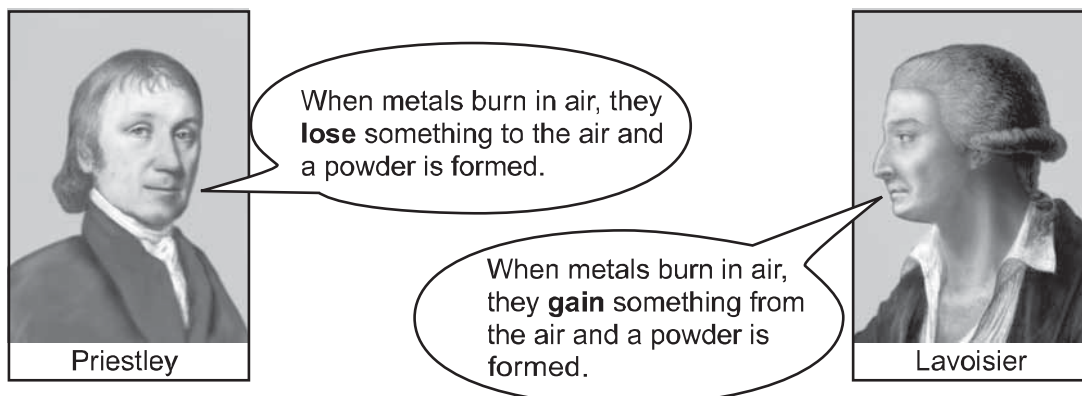 When metals burn in air, they
lose something to the air and
a powder is formed.
When metals burn in air,
they gain something from
the air and a powder is
formed.
Priestley
Lavoisier